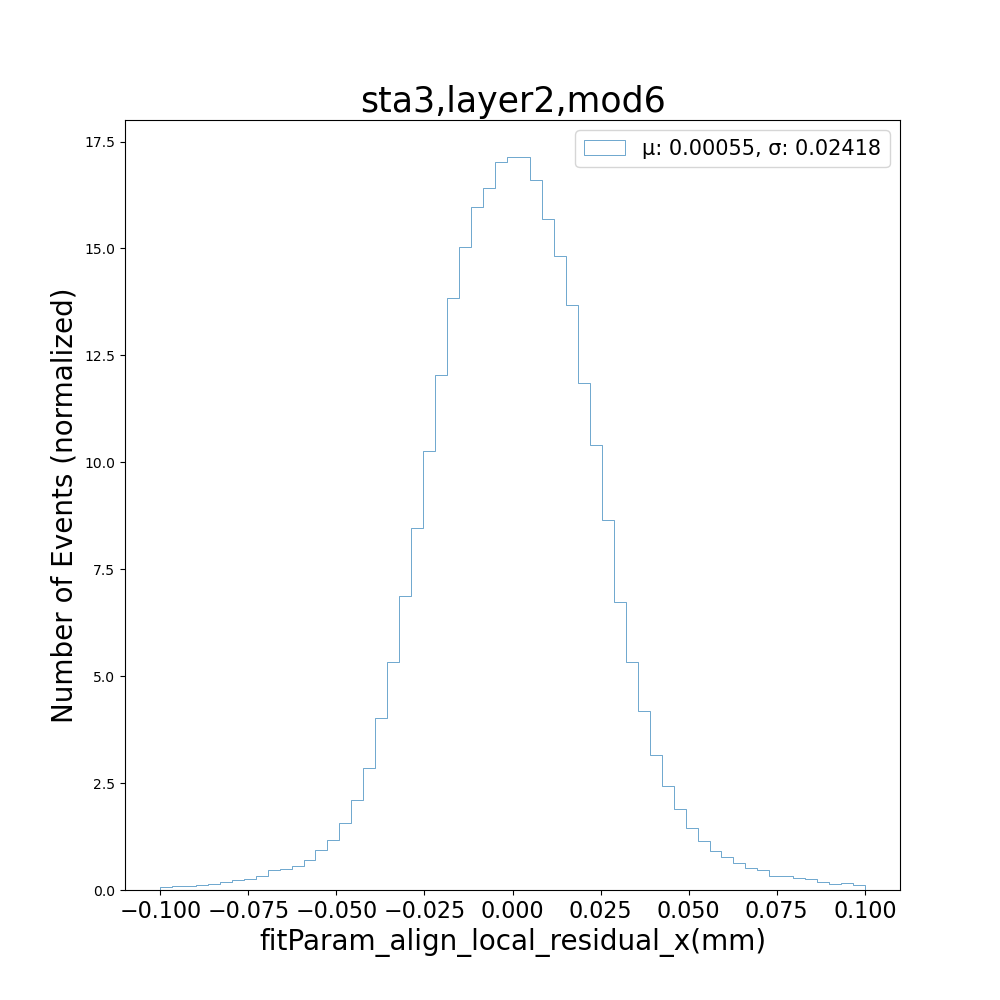 sta3,layer2,mod6
μ: 0.00055, σ: 0.02418
Number of Events (normalized)
17.5
15.0
12.5
10.0
7.5
5.0
2.5
0.0
−0.100 −0.075 −0.050 −0.025 0.000 0.025 0.050 0.075 0.100
fitParam_align_local_residual_x(mm)